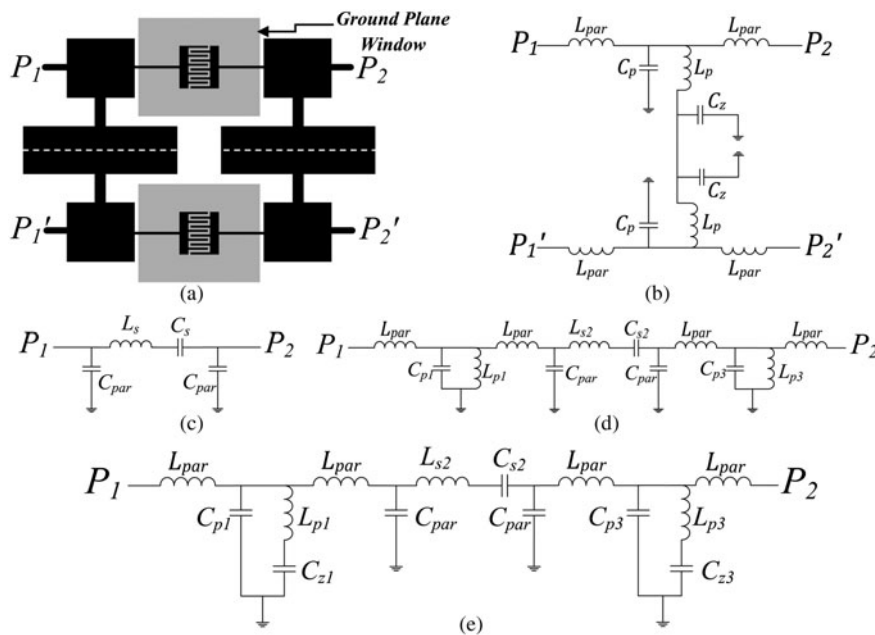 Ground Plane
Window
P1 P2
P1' P2'
(a)
P1 Lpar Lpar P2
Cp Lp
Cz
Cz
Cp Lp
P1' P2'
Lpar Lpar
(b)
P1 Ls Cs P2
Cpar Cpar
(c)
P1 Lpar Lpar Ls2 Cs2 Lpar Lpar P2
Cp1 Lp1 Cpar Cpar Cp3 Lp3
(d)
P1 Lpar Lpar Ls2 Cs2 Lpar Lpar P2
Cp1 Lp1 Cpar Cpar Cp3 Lp3
Cz1 Cz3
(e)